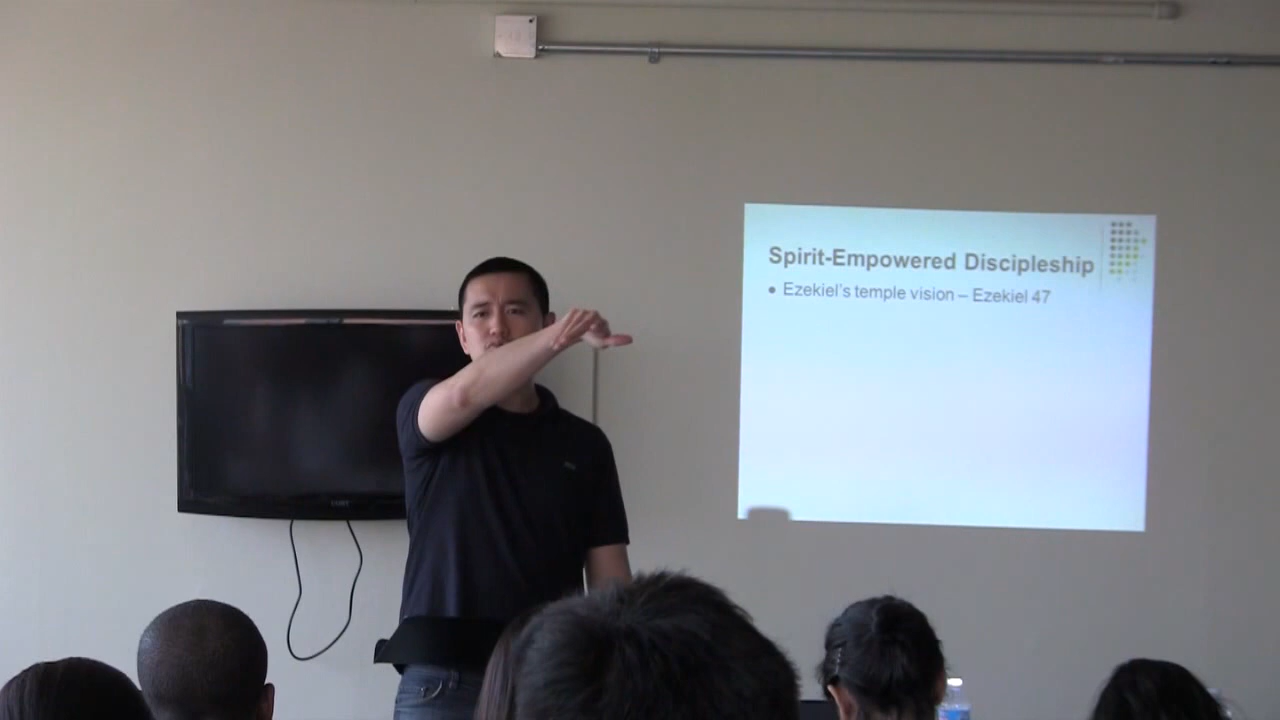 Spirit-Empowered Discipleship
● Ezekiel's temple vision – Ezekiel 47